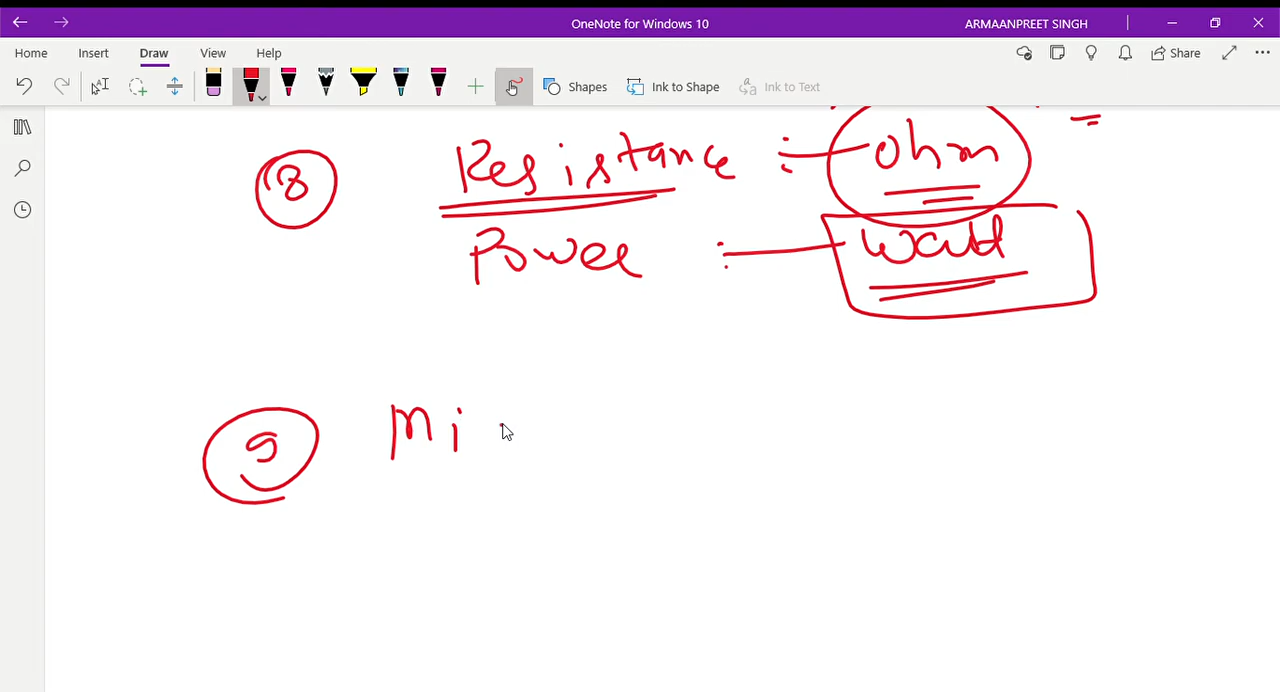 OneNote for Windows 10
ARMAANPREET SINGH
Home Insert Draw View Help
Share
Shapes Ink to Shape Ink to Text
8 Resistance :— ohm
Power :— watt
9 Mi